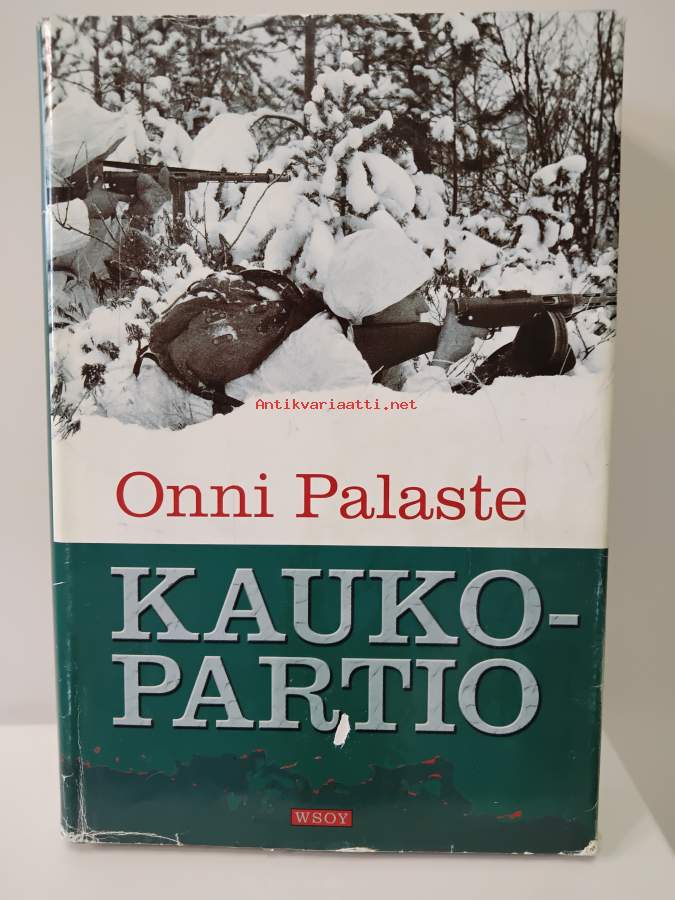 Antikvariaatti.net
Onni Palaste
KAUKO-
PARTIO
WSOY